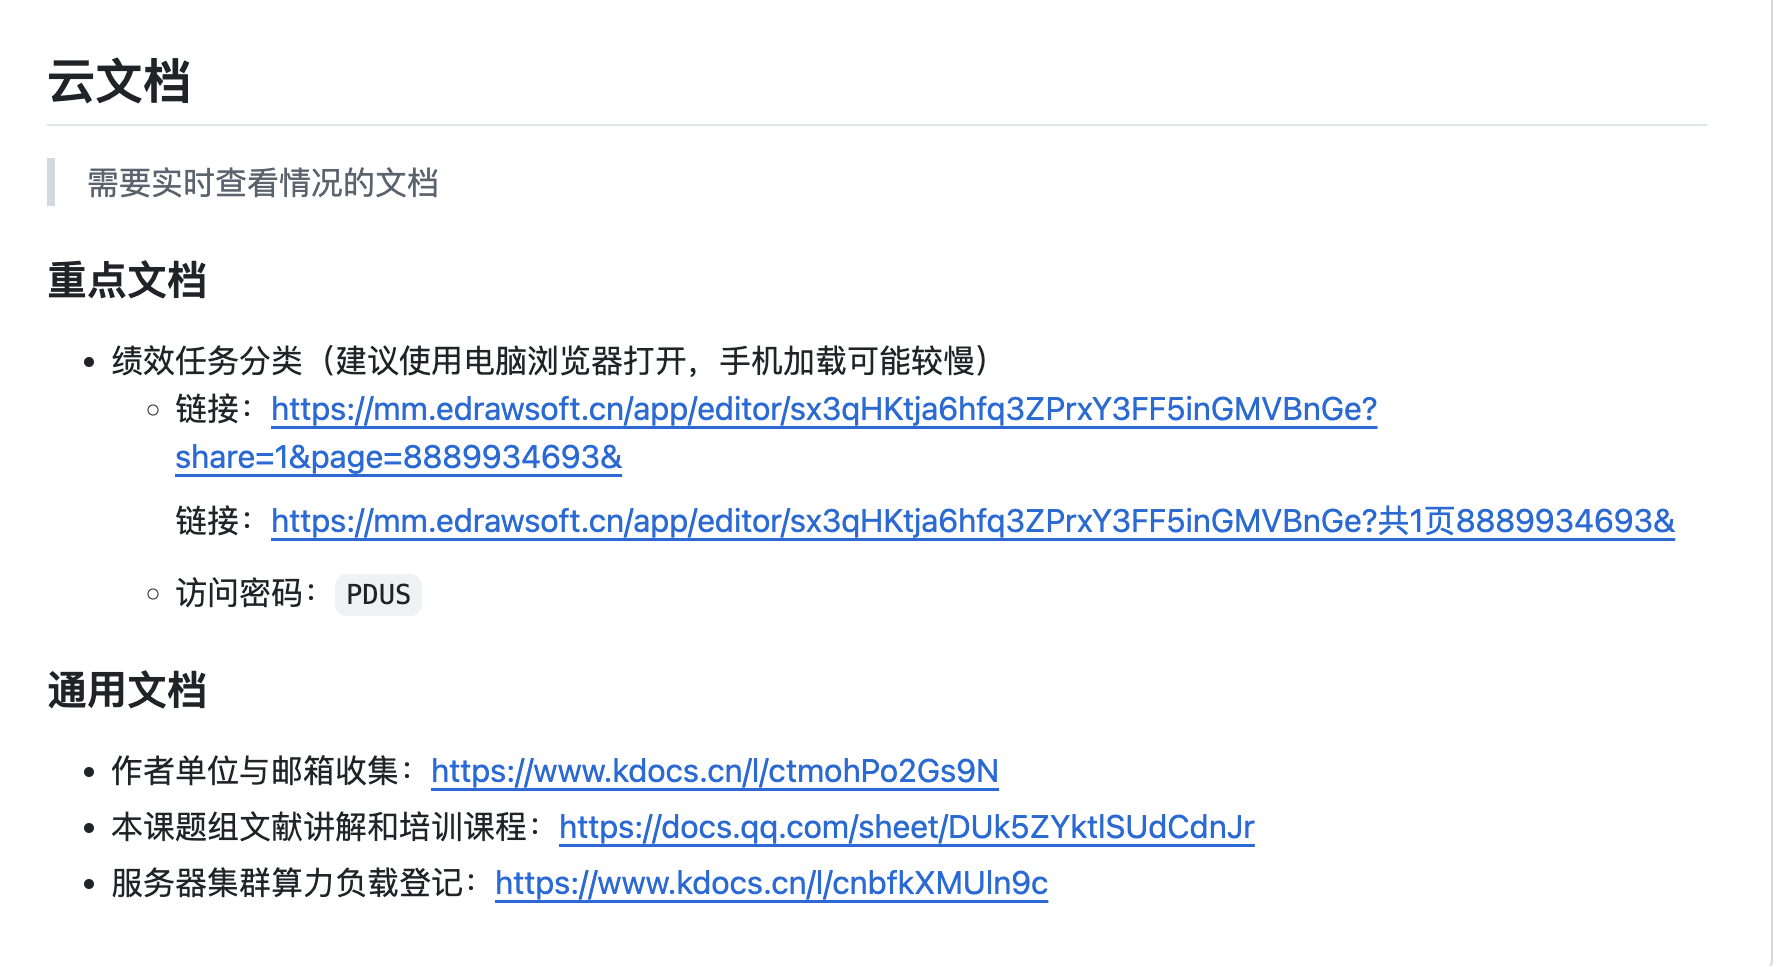 云文档
需要实时查看情况的文档
重点文档
绩效任务分类（建议使用电脑浏览器打开，手机加载可能较慢）
链接：https://mm.edrawsoft.cn/app/editor/sx3qHKtja6hfq3ZPrxY3FF5inGMVBnGe?
share=1&page=8889934693&
链接：https://mm.edrawsoft.cn/app/editor/sx3qHKtja6hfq3ZPrxY3FF5inGMVBnGe?共1页8889934693&
访问密码：PDUS
通用文档
作者单位与邮箱收集：https://www.kdocs.cn/l/ctmohPo2Gs9N
本课题组文献讲解和培训课程：https://docs.qq.com/sheet/DUk5ZYktlSUdCdnJr
服务器集群算力负载登记：https://www.kdocs.cn/l/cnbfkXMUln9c